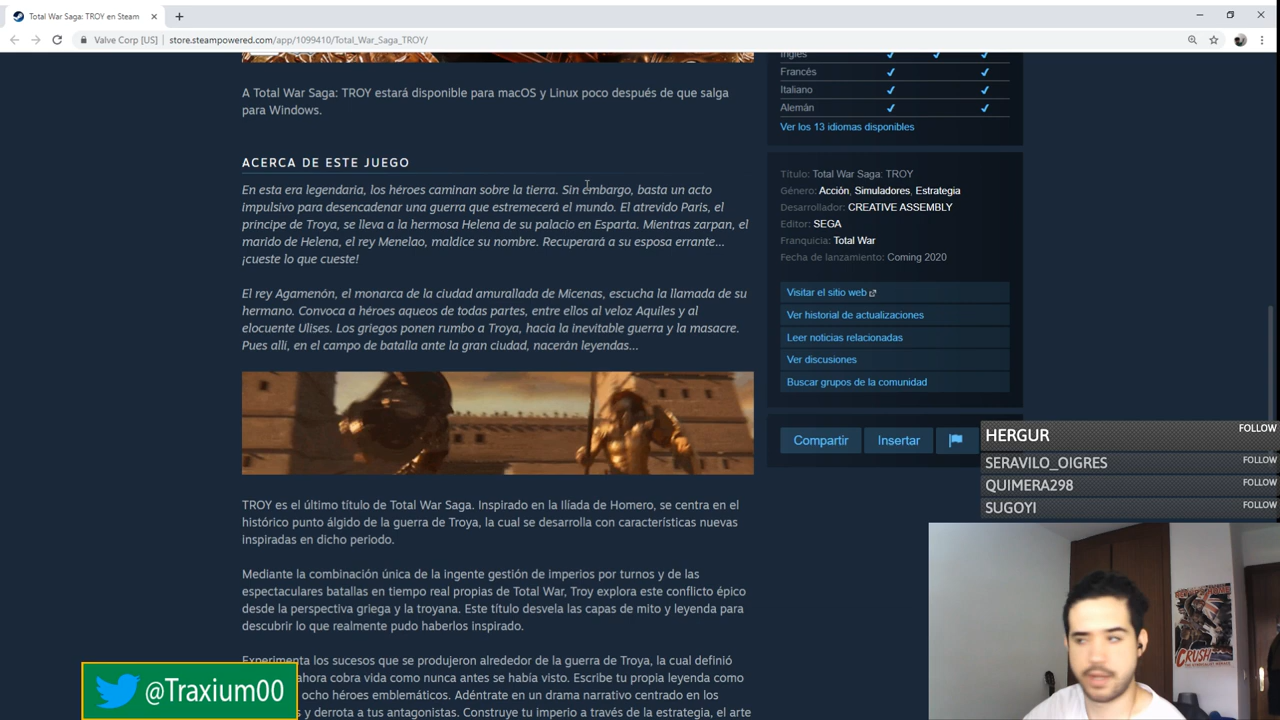 Total War Saga: TROY en Steam
Valve Corp [US]
store.steampowered.com/app/1099410/Total_War_Saga_TROY/
A Total War Saga: TROY estará disponible para macOS y Linux poco después de que salga
para Windows.
ACERCA DE ESTE JUEGO
En esta era legendaria, los héroes caminan sobre la tierra. Sin embargo, basta un acto
impulsivo para desencadenar una guerra que estremecerá el mundo. El atrevido Paris, el
príncipe de Troya, se lleva a la hermosa Helena de su palacio en Esparta. Mientras zarpan, el
marido de Helena, el rey Menelao, maldice su nombre. Recuperará a su esposa errante...
¡cueste lo que cueste!
El rey Agamenón, el monarca de la ciudad amurallada de Micenas, escucha la llamada de su
hermano. Convoca a héroes aqueos de todas partes, entre ellos al veloz Aquiles y al
elocuente Ulises. Los griegos ponen rumbo a Troya, hacia la inevitable guerra y la masacre.
Pues allí, en el campo de batalla ante la gran ciudad, nacerán leyendas...
TROY es el último título de Total War Saga. Inspirado en la Ilíada de Homero, se centra en el
histórico punto álgido de la guerra de Troya, la cual se desarrolla con características nuevas
inspiradas en dicho periodo.
Mediante la combinación única de la ingente gestión de imperios por turnos y de las
espectaculares batallas en tiempo real propias de Total War, Troy explora este conflicto épico
desde la perspectiva griega y la troyana. Este título desvela las capas de mito y leyenda para
descubrir lo que realmente pudo haberlos inspirado.
Experimenta los sucesos que se produjeron alrededor de la guerra de Troya, la cual definió
ahora cobra vida como nunca antes se había visto. Escribe tu propia leyenda como
ocho héroes emblemáticos. Adéntrate en un drama narrativo centrado en los
s y derrota a tus antagonistas. Construye tu imperio a través de la estrategia, el arte
Inglés
Francés
Italiano
Alemán
Ver los 13 idiomas disponibles
Título: Total War Saga: TROY
Género: Acción, Simuladores, Estrategia
Desarrollador: CREATIVE ASSEMBLY
Editor: SEGA
Franquicia: Total War
Fecha de lanzamiento: Coming 2020
Visitar el sitio web
Ver historial de actualizaciones
Leer noticias relacionadas
Ver discusiones
Buscar grupos de la comunidad
Compartir
Insertar
HERGUR FOLLOW
SERAVILO_OIGRES FOLLOW
QUIMERA298 FOLLOW
SUGOYI FOLLOW
CRUSH
@Traxium00